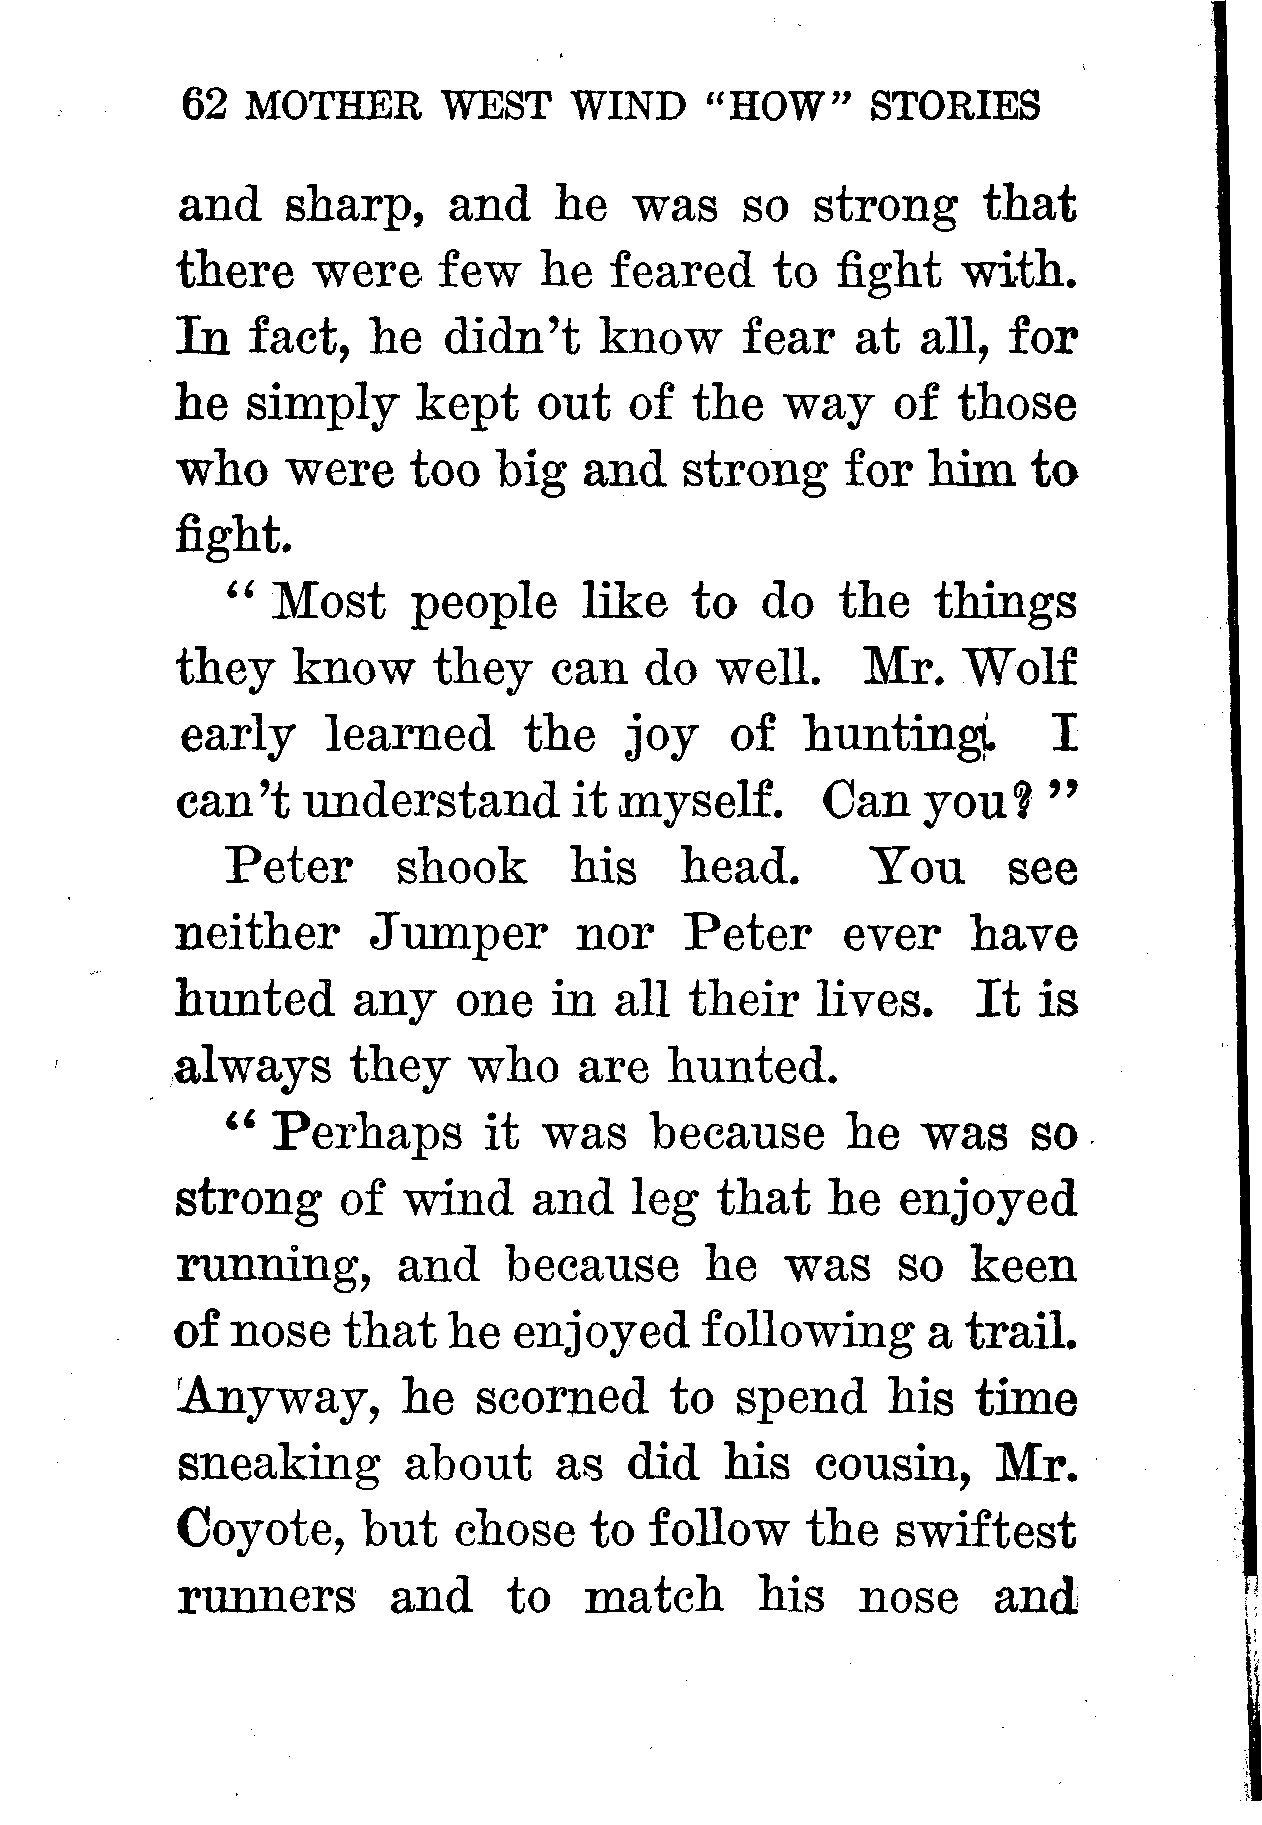 62 MOTHER WEST WIND "HOW" STORIES
and sharp, and he was so strong that
there were few he feared to fight with.
In fact, he didn't know fear at all, for
he simply kept out of the way of those
who were too big and strong for him to
fight.
" Most people like to do the things
they know they can do well. Mr. Wolf
early learned the joy of hunting. I
can't understand it myself. Can you? "
Peter shook his head. You see
neither Jumper nor Peter ever have
hunted any one in all their lives. It is
always they who are hunted.
" Perhaps it was because he was so
strong of wind and leg that he enjoyed
running, and because he was so keen
of nose that he enjoyed following a trail.
Anyway, he scorned to spend his time
sneaking about as did his cousin, Mr.
Coyote, but chose to follow the swiftest
runners and to match his nose and